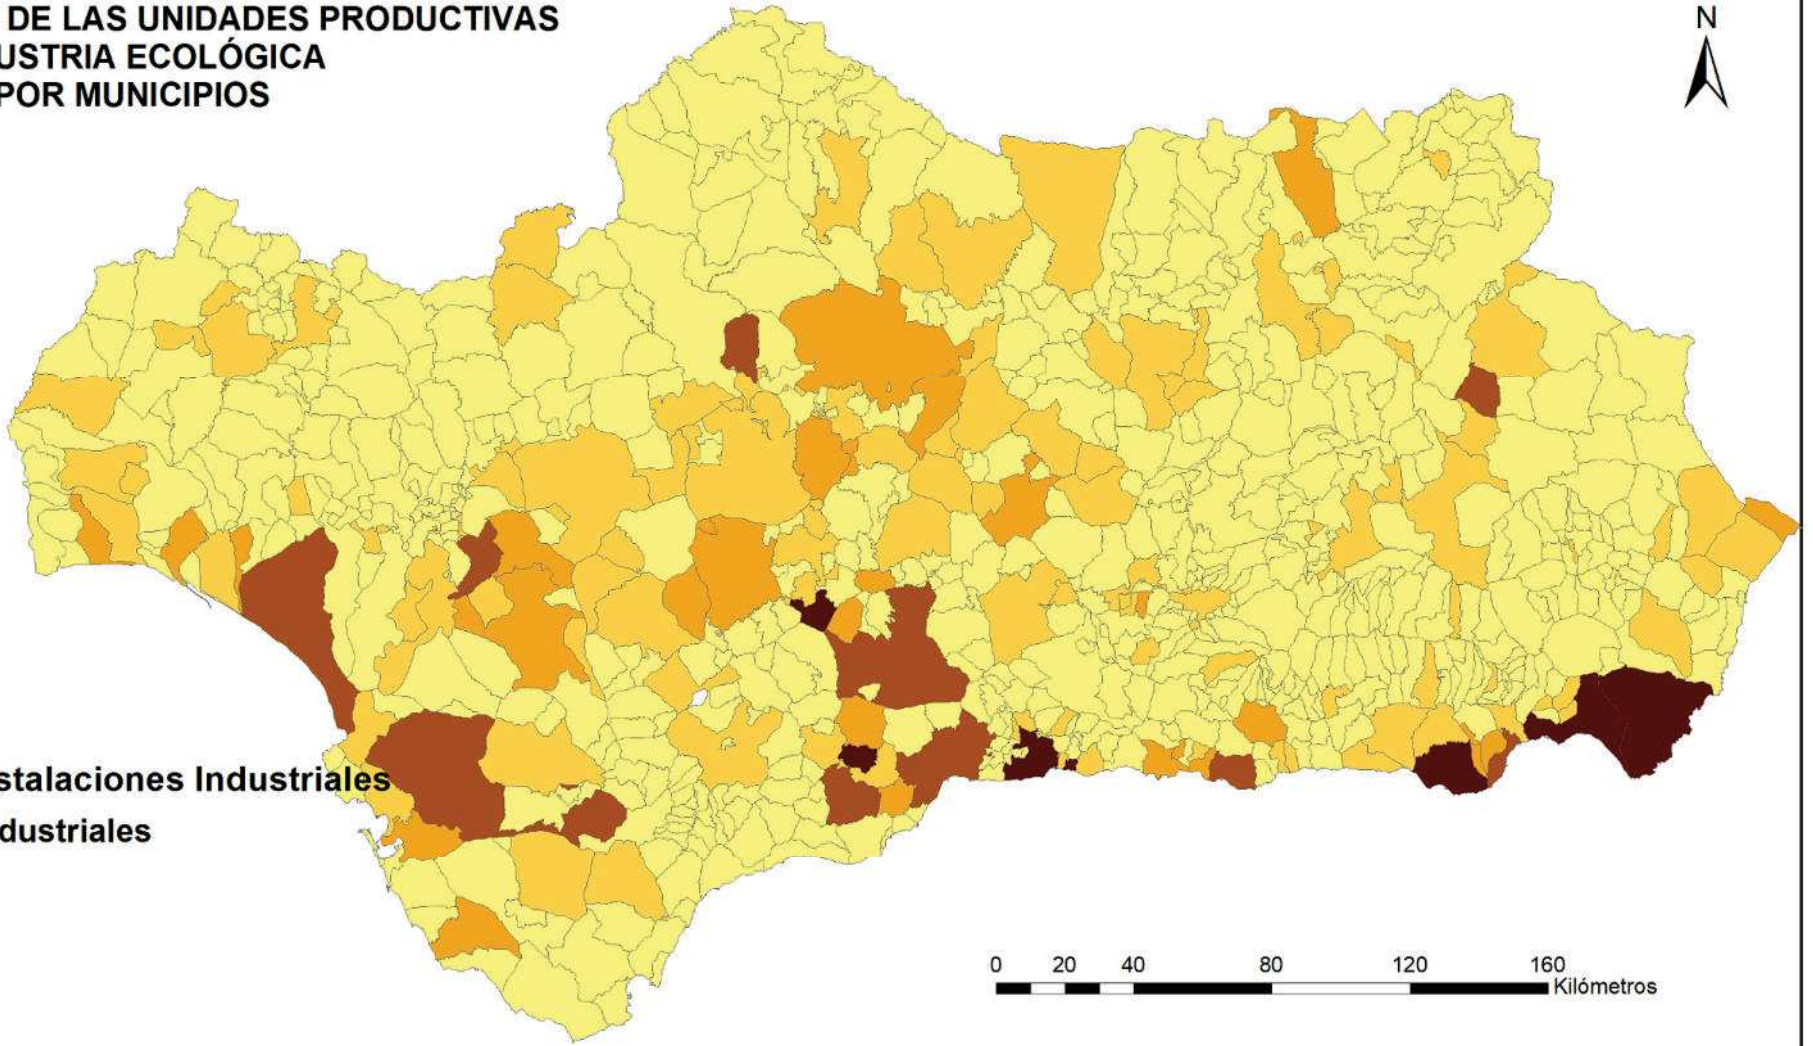 DE LAS UNIDADES PRODUCTIVAS
USTRIA ECOLÓGICA
POR MUNICIPIOS
N
stalaciones Industriales
dustriales
0 20 40 80 120 160
Kilómetros